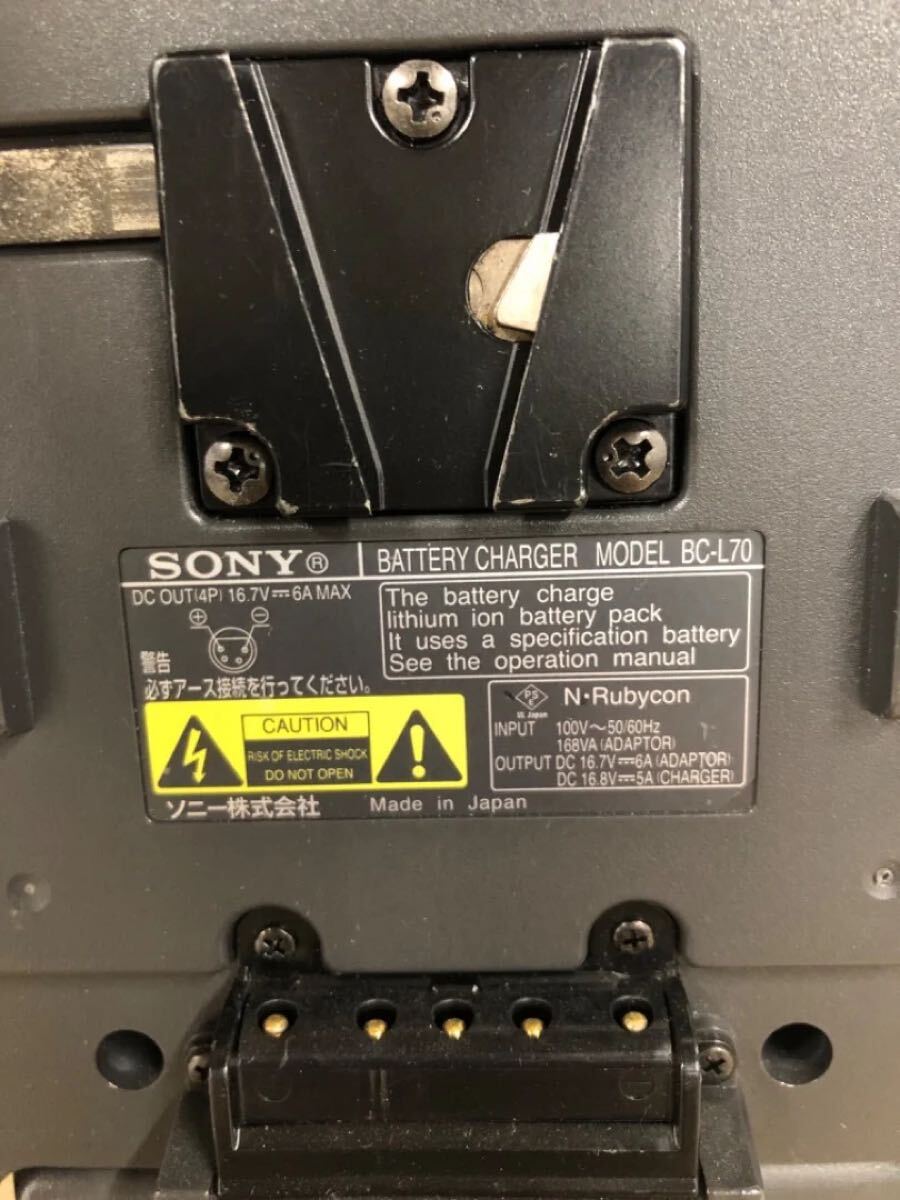 SONY® BATTERY CHARGER MODEL BC-L70
DC OUT(4P) 16.7V⎓6A MAX
⊕ ⊖
The battery charge
lithium ion battery pack
It uses a specification battery
See the operation manual
警告
必ずアース接続を行ってください。
CAUTION
RISK OF ELECTRIC SHOCK
DO NOT OPEN
PS
E
UL Japan
N・Rubycon
INPUT 100V～50/60Hz
168VA (ADAPTOR)
OUTPUT DC 16.7V⎓6A (ADAPTOR)
DC 16.8V⎓5A (CHARGER)
ソニー株式会社 Made in Japan